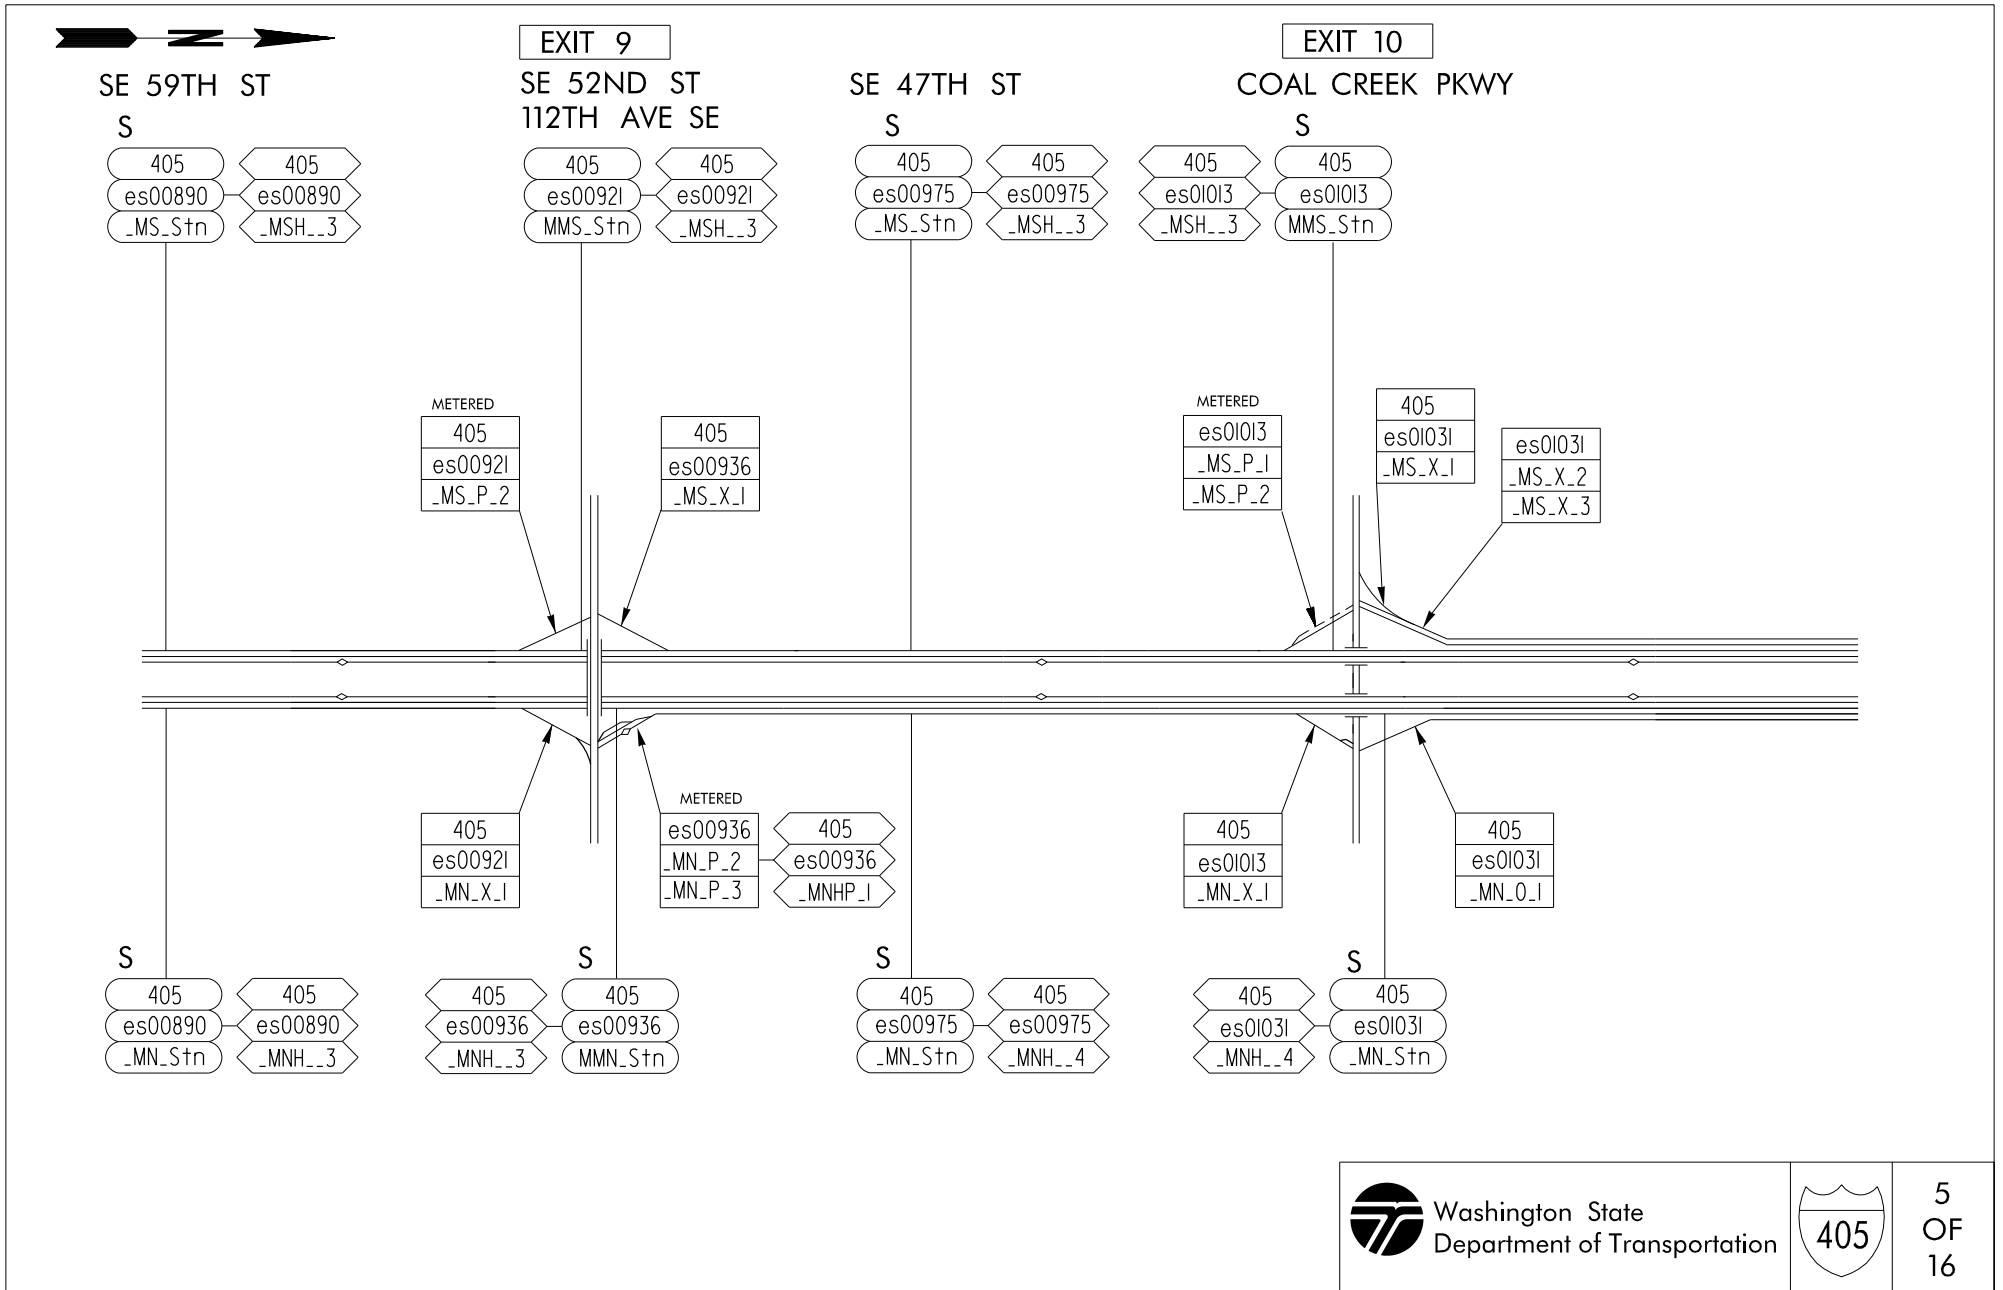 N
EXIT 9
EXIT 10
SE 59TH ST
SE 52ND ST
112TH AVE SE
SE 47TH ST
COAL CREEK PKWY
S
405
es00890
_MS_Stn
405
es00890
_MSH__3
405
es00921
MMS_Stn
405
es00921
_MSH__3
S
405
es00975
_MS_Stn
405
es00975
_MSH__3
S
405
es01013
_MSH__3
405
es01013
MMS_Stn
METERED
405
es00921
_MS_P_2
405
es00936
_MS_X_1
METERED
es01013
_MS_P_1
_MS_P_2
405
es01031
_MS_X_1
es01031
_MS_X_2
_MS_X_3
405
es00921
_MN_X_1
METERED
es00936
_MN_P_2
_MN_P_3
405
es00936
_MNHP_1
405
es01013
_MN_X_1
405
es01031
_MN_O_1
S
405
es00890
_MN_Stn
405
es00890
_MNH__3
S
405
es00936
_MNH__3
405
es00936
MMN_Stn
S
405
es00975
_MN_Stn
405
es00975
_MNH__4
S
405
es01031
_MNH__4
405
es01031
_MN_Stn
Washington State
Department of Transportation
405
5
OF
16